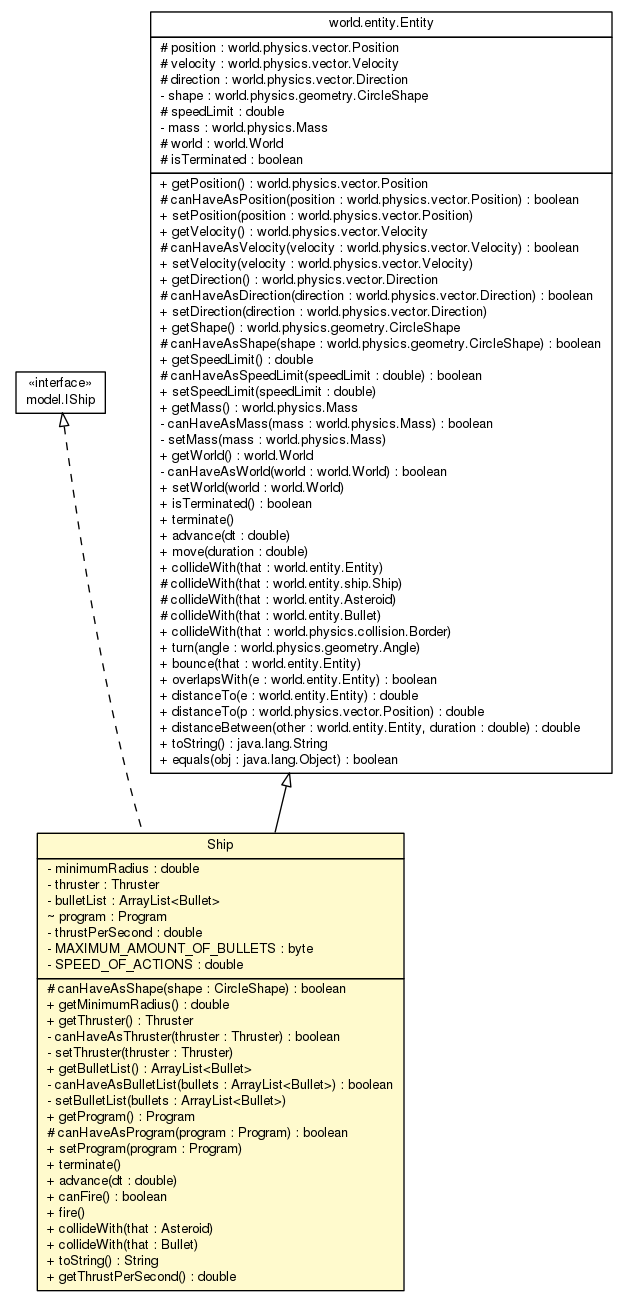 world.entity.Entity
# position : world.physics.vector.Position
# velocity : world.physics.vector.Velocity
# direction : world.physics.vector.Direction
- shape : world.physics.geometry.CircleShape
# speedLimit : double
- mass : world.physics.Mass
# world : world.World
# isTerminated : boolean
+ getPosition() : world.physics.vector.Position
# canHaveAsPosition(position : world.physics.vector.Position) : boolean
+ setPosition(position : world.physics.vector.Position)
+ getVelocity() : world.physics.vector.Velocity
# canHaveAsVelocity(velocity : world.physics.vector.Velocity) : boolean
+ setVelocity(velocity : world.physics.vector.Velocity)
+ getDirection() : world.physics.vector.Direction
# canHaveAsDirection(direction : world.physics.vector.Direction) : boolean
+ setDirection(direction : world.physics.vector.Direction)
+ getShape() : world.physics.geometry.CircleShape
# canHaveAsShape(shape : world.physics.geometry.CircleShape) : boolean
+ getSpeedLimit() : double
# canHaveAsSpeedLimit(speedLimit : double) : boolean
+ setSpeedLimit(speedLimit : double)
+ getMass() : world.physics.Mass
- canHaveAsMass(mass : world.physics.Mass) : boolean
- setMass(mass : world.physics.Mass)
+ getWorld() : world.World
- canHaveAsWorld(world : world.World) : boolean
+ setWorld(world : world.World)
+ isTerminated() : boolean
+ terminate()
+ advance(dt : double)
+ move(duration : double)
+ collideWith(that : world.entity.Entity)
# collideWith(that : world.entity.ship.Ship)
# collideWith(that : world.entity.Asteroid)
# collideWith(that : world.entity.Bullet)
+ collideWith(that : world.physics.collision.Border)
+ turn(angle : world.physics.geometry.Angle)
+ bounce(that : world.entity.Entity)
+ overlapsWith(e : world.entity.Entity) : boolean
+ distanceTo(e : world.entity.Entity) : double
+ distanceTo(p : world.physics.vector.Position) : double
+ distanceBetween(other : world.entity.Entity, duration : double) : double
+ toString() : java.lang.String
+ equals(obj : java.lang.Object) : boolean
«interface»
model.IShip
Ship
- minimumRadius : double
- thruster : Thruster
- bulletList : ArrayList<Bullet>
~ program : Program
- thrustPerSecond : double
- MAXIMUM_AMOUNT_OF_BULLETS : byte
- SPEED_OF_ACTIONS : double
# canHaveAsShape(shape : CircleShape) : boolean
+ getMinimumRadius() : double
+ getThruster() : Thruster
- canHaveAsThruster(thruster : Thruster) : boolean
- setThruster(thruster : Thruster)
+ getBulletList() : ArrayList<Bullet>
- canHaveAsBulletList(bullets : ArrayList<Bullet>) : boolean
- setBulletList(bullets : ArrayList<Bullet>)
+ getProgram() : Program
# canHaveAsProgram(program : Program) : boolean
+ setProgram(program : Program)
+ terminate()
+ advance(dt : double)
+ canFire() : boolean
+ fire()
+ collideWith(that : Asteroid)
+ collideWith(that : Bullet)
+ toString() : String
+ getThrustPerSecond() : double